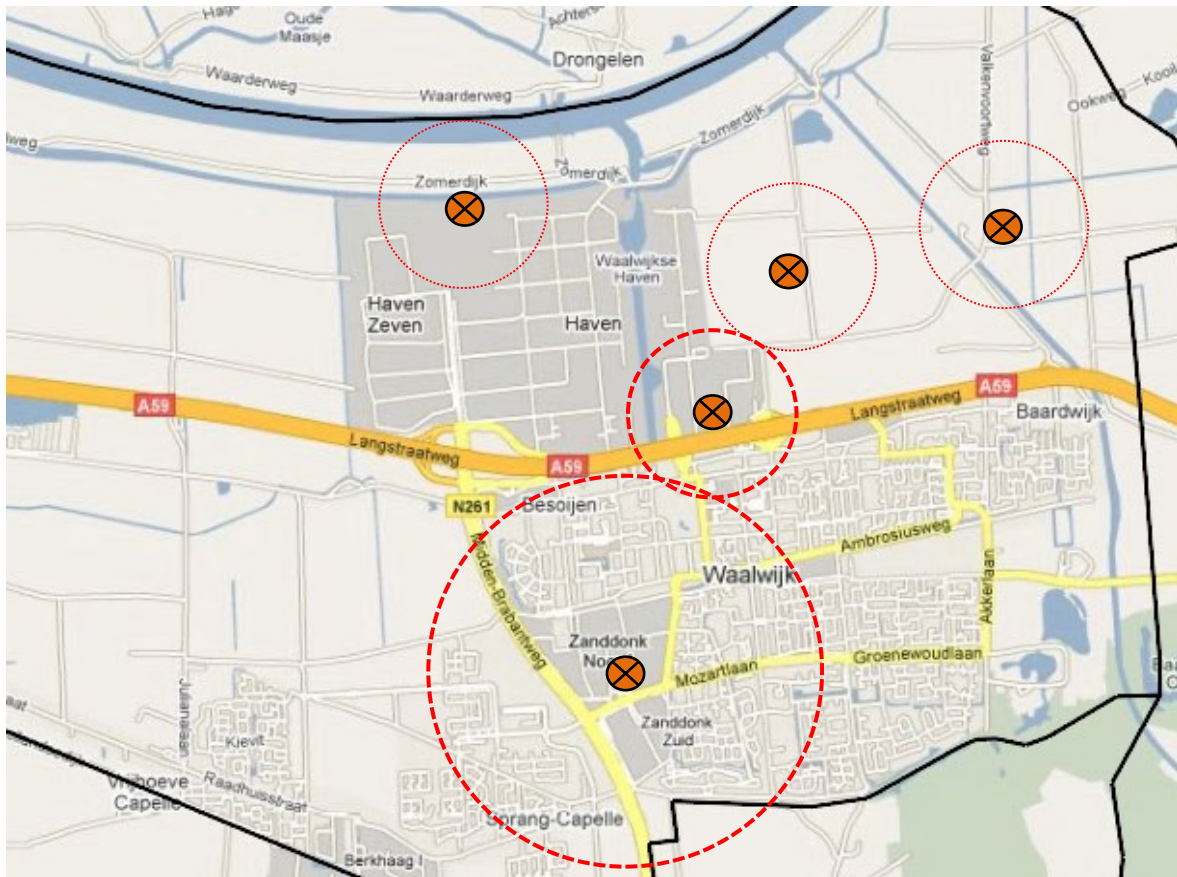 Oude
Maasje
Drongelen
Waarderweg
Waarderweg
Valkenvoortweg
Ookweg
Zomerdijk
Zomerdijk
Zomerdijk
Waalwijkse
Haven
Haven
Zeven
Haven
A59
Langstraatweg
A59
Langstraatweg
A59
Baardwijk
N261
Besoijen
Midden-Brabantweg
Ambrosiusweg
Waalwijk
Akkerlaan
Zanddonk
Mozartlaan
Groenewoudlaan
Zanddonk
Zuid
Julianalaan
Kievit
Raadhuisstraat
Vrijhoeve
Capelle
Sprang-Capelle
Berkhaag I